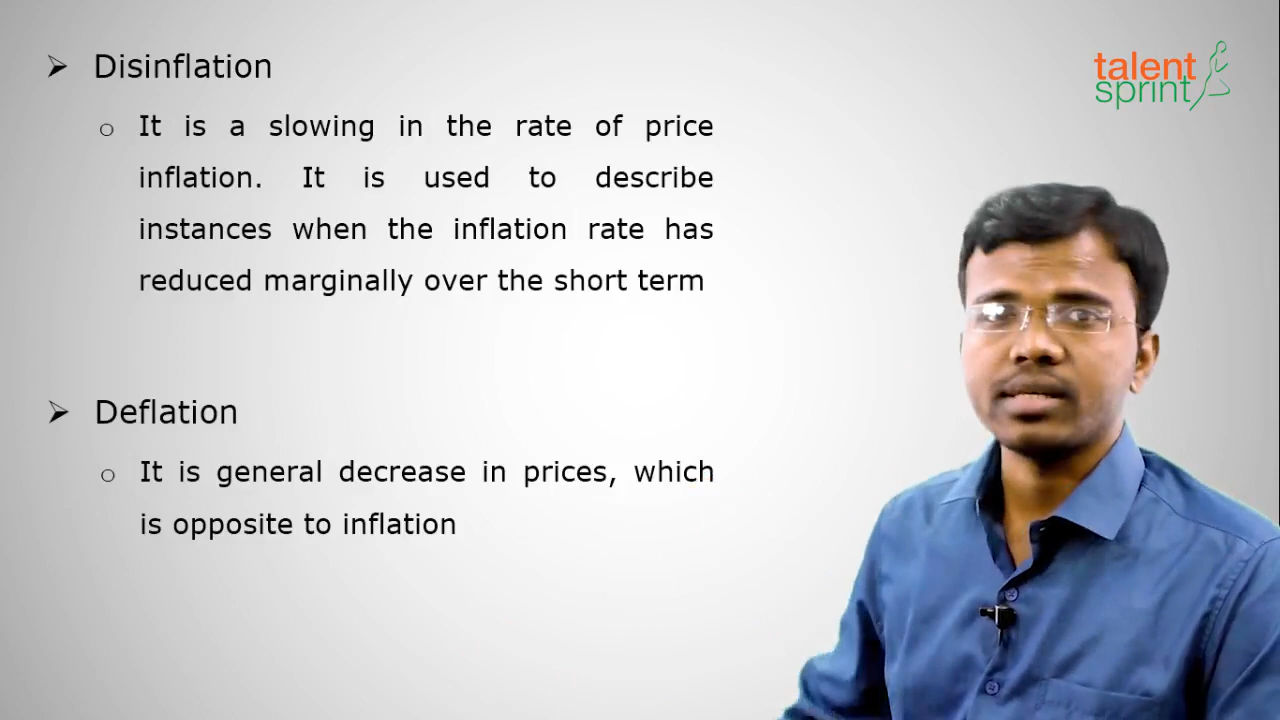 Disinflation
It is a slowing in the rate of price
inflation. It is used to describe
instances when the inflation rate has
reduced marginally over the short term
Deflation
It is general decrease in prices, which
is opposite to inflation
talent
sprint